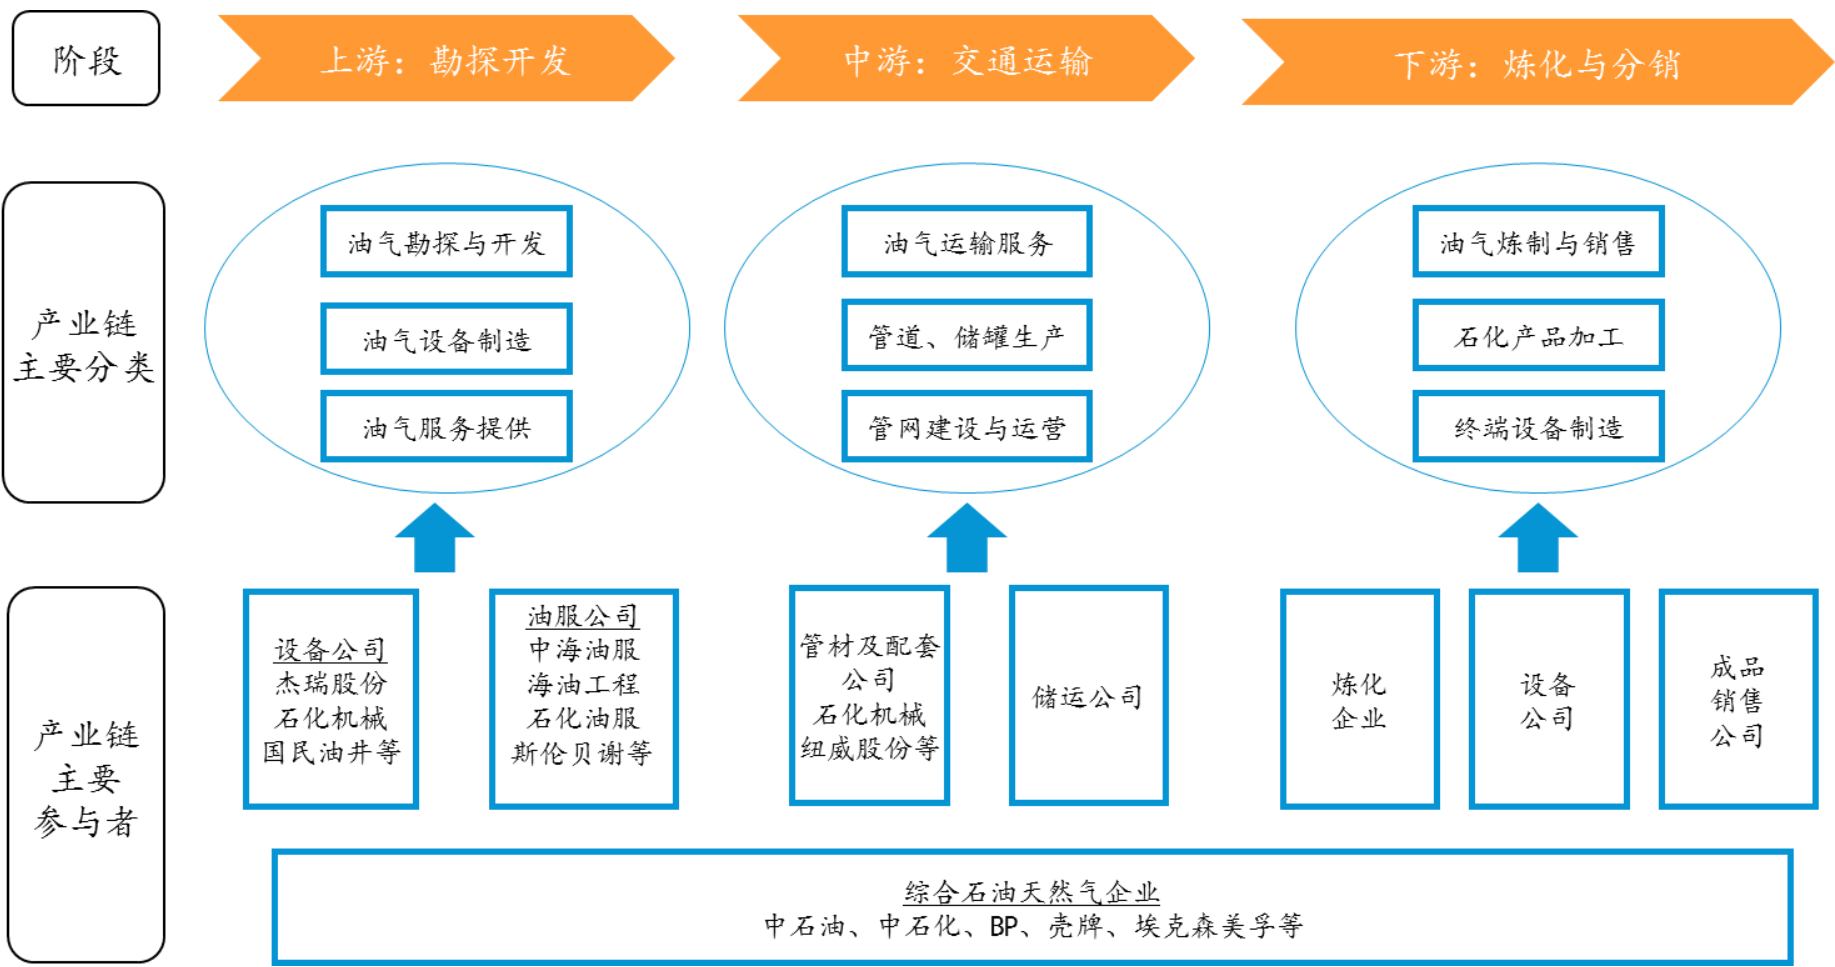 阶段
上游：勘探开发
中游：交通运输
下游：炼化与分销
产业链
主要分类
油气勘探与开发
油气设备制造
油气服务提供
油气运输服务
管道、储罐生产
管网建设与运营
油气炼制与销售
石化产品加工
终端设备制造
产业链
主要
参与者
设备公司
杰瑞股份
石化机械
国民油井等
油服公司
中海油服
海油工程
石化油服
斯伦贝谢等
管材及配套
公司
石化机械
纽威股份等
储运公司
炼化
企业
设备
公司
成品
销售
公司
综合石油天然气企业
中石油、中石化、BP、壳牌、埃克森美孚等